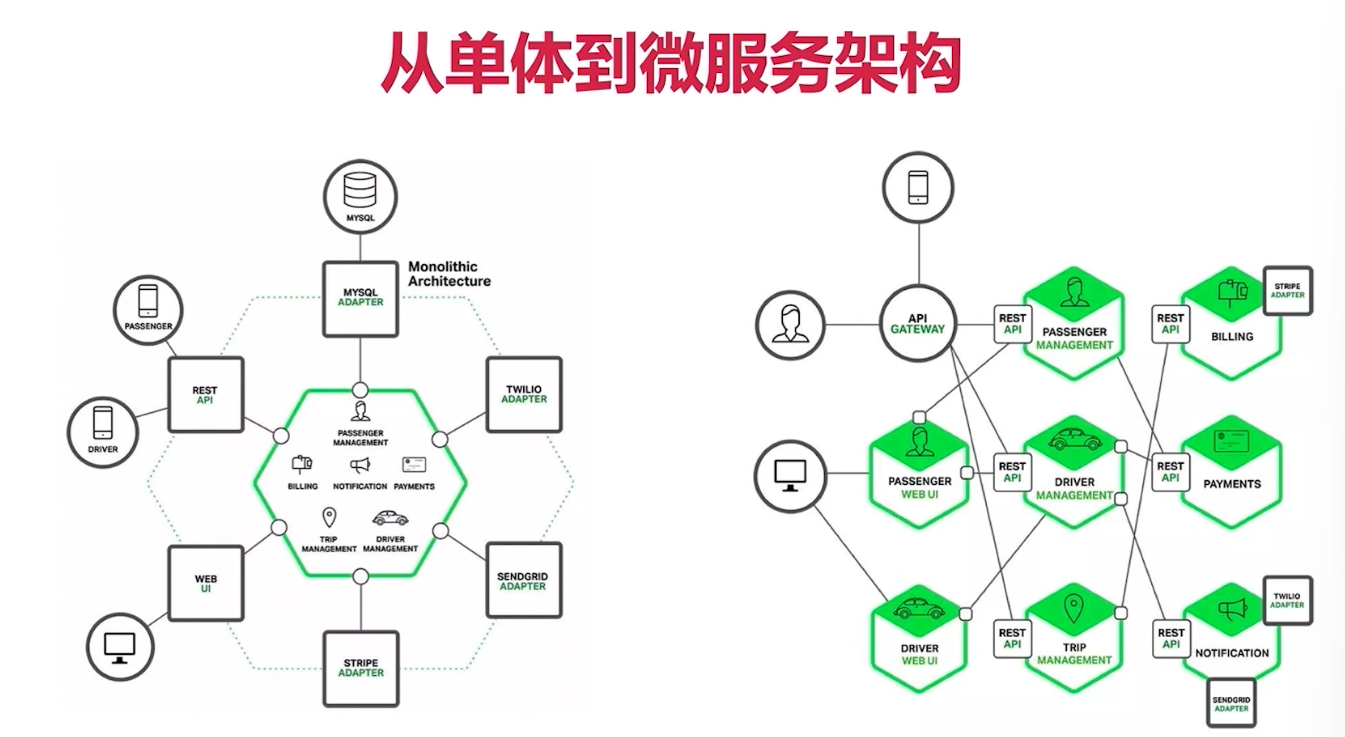 从单体到微服务架构
MYSQL
Monolithic
Architecture
MYSQL
ADAPTER
PASSENGER
REST
API
TWILIO
ADAPTER
DRIVER
PASSENGER
MANAGEMENT
BILLING
NOTIFICATION
PAYMENTS
TRIP
MANAGEMENT
DRIVER
MANAGEMENT
WEB
UI
SENDGRID
ADAPTER
STRIPE
ADAPTER
API
GATEWAY
REST
API
PASSENGER
MANAGEMENT
REST
API
BILLING
STRIPE
ADAPTER
PASSENGER
WEB UI
REST
API
DRIVER
MANAGEMENT
REST
API
PAYMENTS
DRIVER
WEB UI
REST
API
TRIP
MANAGEMENT
REST
API
NOTIFICATION
TWILIO
ADAPTER
SENDGRID
ADAPTER